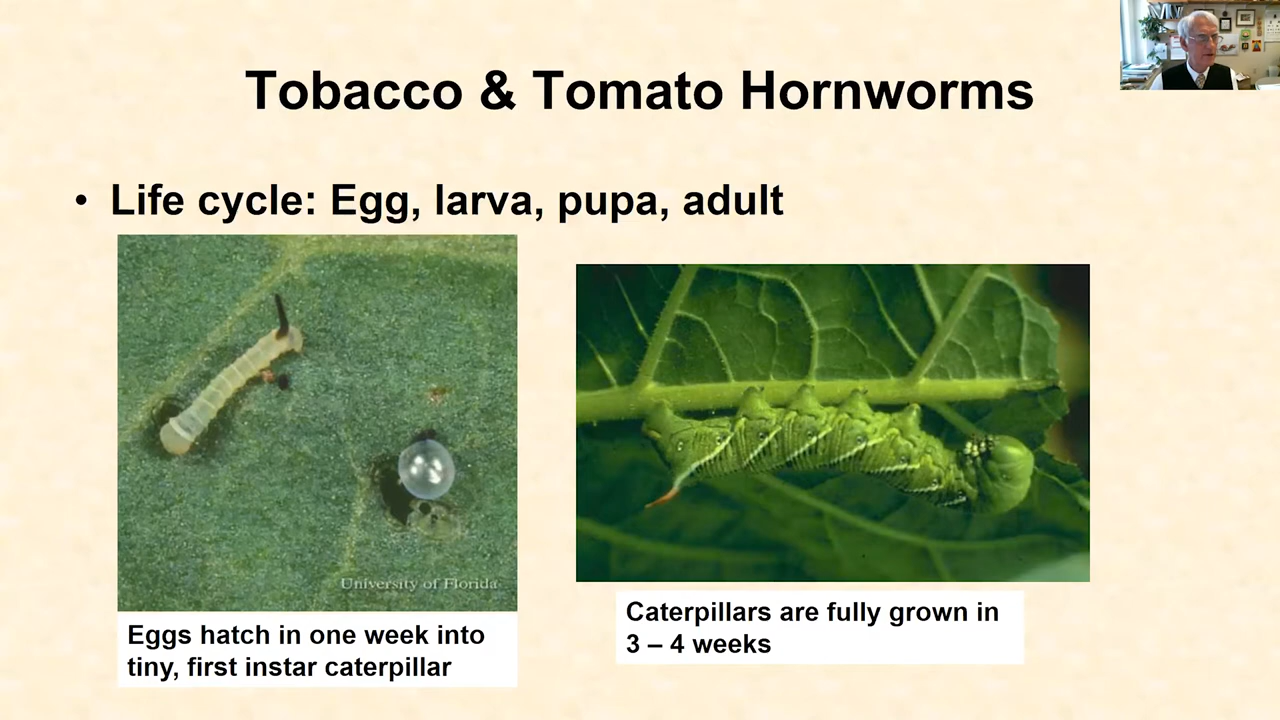 Tobacco & Tomato Hornworms
• Life cycle: Egg, larva, pupa, adult
University of Florida
Eggs hatch in one week into
tiny, first instar caterpillar
Caterpillars are fully grown in
3 – 4 weeks